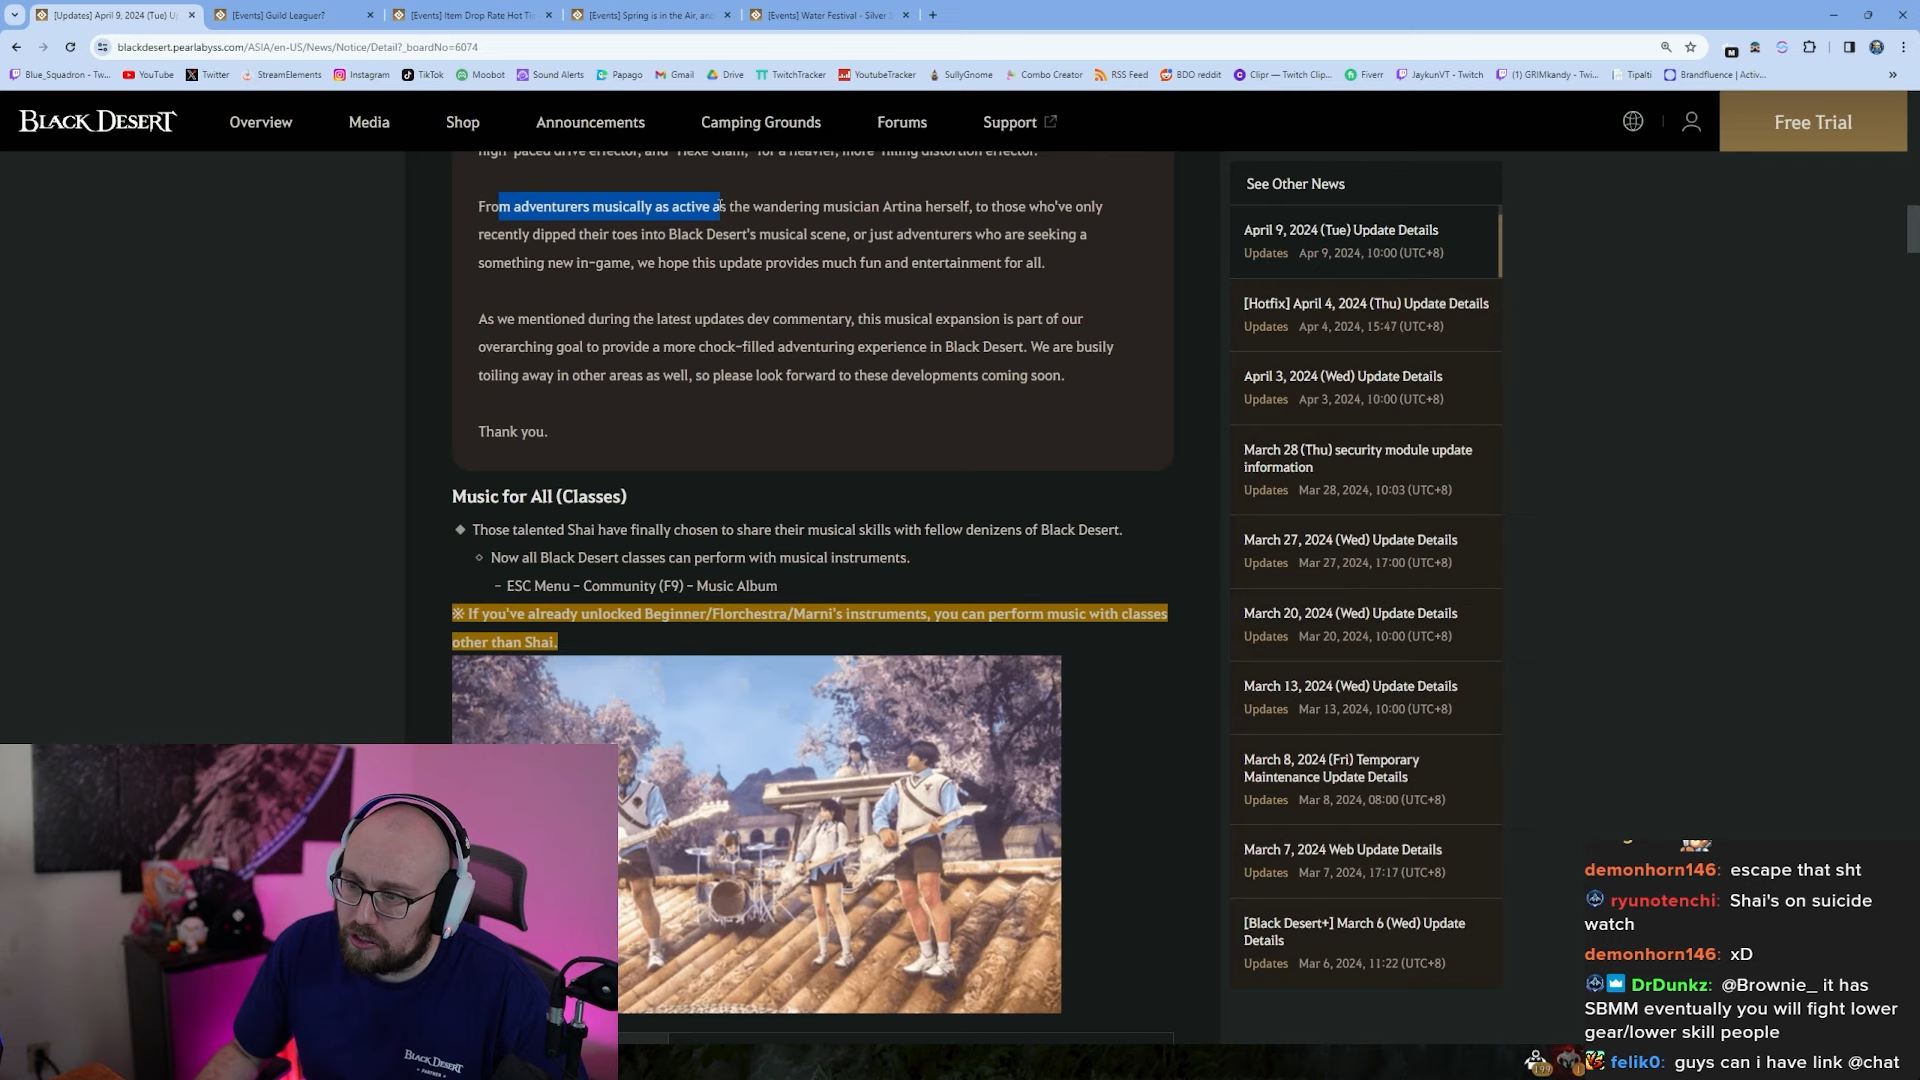 [Updates] April 9, 2024 (Tue) U
[Events] Guild Leaguer?
[Events] Item Drop Rate Hot Ti
[Events] Spring is in the Air, an
[Events] Water Festival - Silver
blackdesert.pearlabyss.com/ASIA/en-US/News/Notice/Detail?_boardNo=6074
Blue_Squadron - Tw...
YouTube
Twitter
StreamElements
Instagram
TikTok
Moobot
Sound Alerts
Papago
Gmail
Drive
TwitchTracker
YoutubeTracker
SullyGnome
Combo Creator
RSS Feed
BDO reddit
Clipr — Twitch Clip...
Fiverr
JaykunVT - Twitch
(1) GRIMkandy - Twi...
Tipalti
Brandfluence | Activ...
BLACK DESERT
Overview
Media
Shop
Announcements
Camping Grounds
Forums
Support
Free Trial
high-paced drive effector, and "Hexe Glam," for a heavier, more "filling distortion effector.
From adventurers musically as active as the wandering musician Artina herself, to those who've only
recently dipped their toes into Black Desert's musical scene, or just adventurers who are seeking a
something new in-game, we hope this update provides much fun and entertainment for all.
As we mentioned during the latest updates dev commentary, this musical expansion is part of our
overarching goal to provide a more chock-filled adventuring experience in Black Desert. We are busily
toiling away in other areas as well, so please look forward to these developments coming soon.
Thank you.
Music for All (Classes)
Those talented Shai have finally chosen to share their musical skills with fellow denizens of Black Desert.
Now all Black Desert classes can perform with musical instruments.
- ESC Menu - Community (F9) - Music Album
※ If you've already unlocked Beginner/Florchestra/Marni's instruments, you can perform music with classes
other than Shai.
See Other News
April 9, 2024 (Tue) Update Details
Updates Apr 9, 2024, 10:00 (UTC+8)
[Hotfix] April 4, 2024 (Thu) Update Details
Updates Apr 4, 2024, 15:47 (UTC+8)
April 3, 2024 (Wed) Update Details
Updates Apr 3, 2024, 10:00 (UTC+8)
March 28 (Thu) security module update
information
Updates Mar 28, 2024, 10:03 (UTC+8)
March 27, 2024 (Wed) Update Details
Updates Mar 27, 2024, 17:00 (UTC+8)
March 20, 2024 (Wed) Update Details
Updates Mar 20, 2024, 10:00 (UTC+8)
March 13, 2024 (Wed) Update Details
Updates Mar 13, 2024, 10:00 (UTC+8)
March 8, 2024 (Fri) Temporary
Maintenance Update Details
Updates Mar 8, 2024, 08:00 (UTC+8)
March 7, 2024 Web Update Details
Updates Mar 7, 2024, 17:17 (UTC+8)
[Black Desert+] March 6 (Wed) Update
Details
Updates Mar 6, 2024, 11:22 (UTC+8)
demonhorn146: escape that sht
ryunotenchi: Shai's on suicide
watch
demonhorn146: xD
DrDunkz: @Brownie_ it has
SBMM eventually you will fight lower
gear/lower skill people
felik0: guys can i have link @chat
BLACK DESERT
PARTNER
199